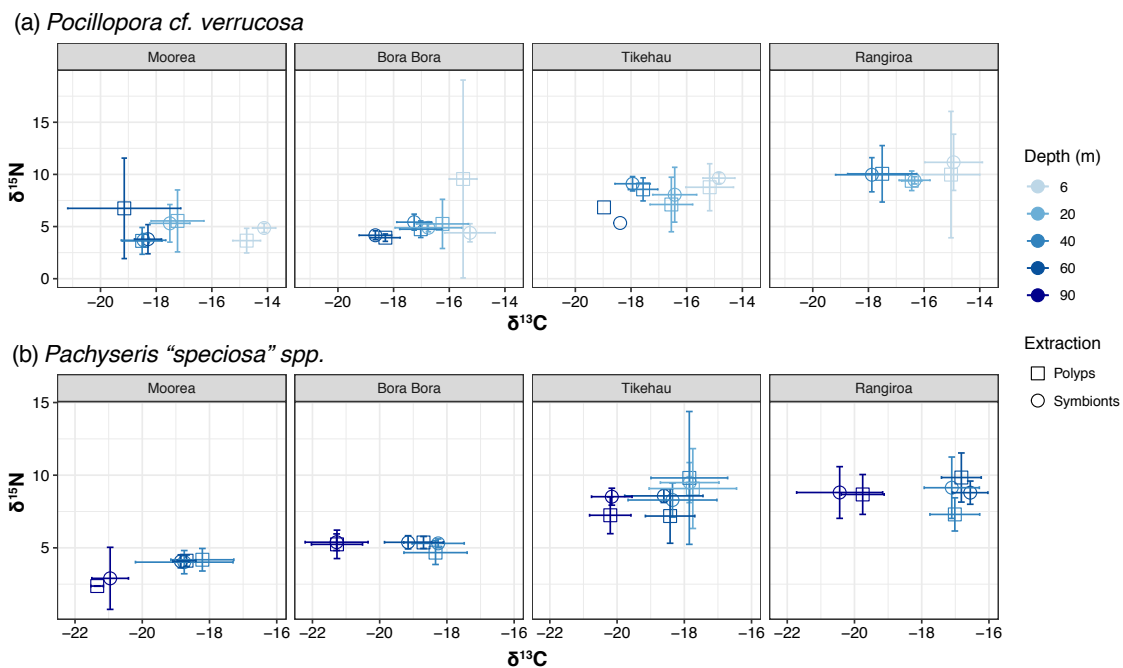 (a) Pocillopora cf. verrucosa
Moorea
Bora Bora
Tikehau
Rangiroa
15
10
5
0
δ¹⁵N
−20 −18 −16 −14
−20 −18 −16 −14
−20 −18 −16 −14
−20 −18 −16 −14
δ¹³C
(b) Pachyseris “speciosa” spp.
Moorea
Bora Bora
Tikehau
Rangiroa
15
10
5
δ¹⁵N
−22 −20 −18 −16
−22 −20 −18 −16
−22 −20 −18 −16
−22 −20 −18 −16
δ¹³C
Depth (m)
6
20
40
60
90
Extraction
Polyps
Symbionts